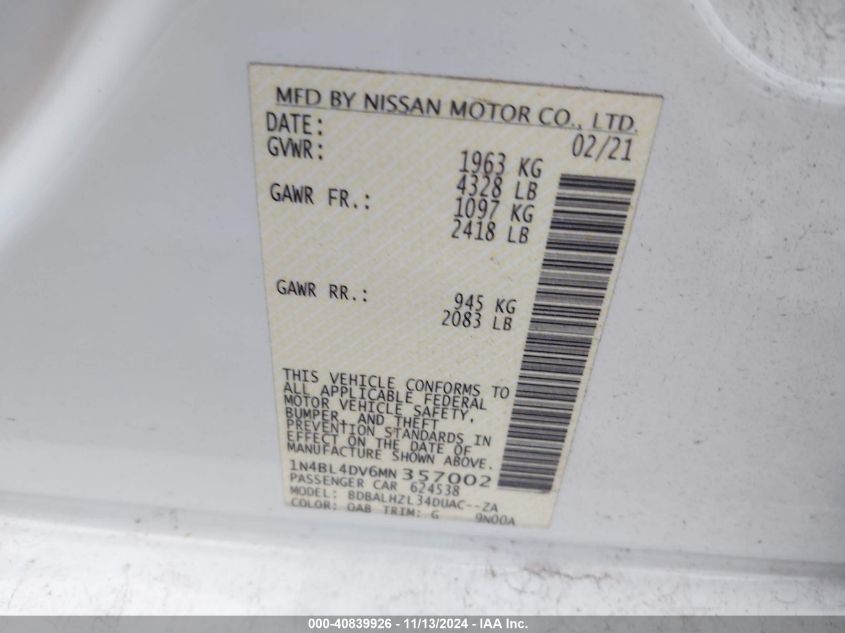 MFD BY NISSAN MOTOR CO., LTD.
DATE: 02/21
GVWR: 1963 KG
4328 LB
GAWR FR.: 1097 KG
2418 LB
GAWR RR.: 945 KG
2083 LB
THIS VEHICLE CONFORMS TO
ALL APPLICABLE FEDERAL
MOTOR VEHICLE SAFETY,
BUMPER, AND THEFT
PREVENTION STANDARDS IN
EFFECT ON THE DATE OF
MANUFACTURE SHOWN ABOVE.
1N4BL4DV6MN357002
PASSENGER CAR 624538
MODEL: BDBALHZL34DUAC--ZA
COLOR: QAB TRIM: G 9N00A
000-40839926 - 11/13/2024 - IAA Inc.